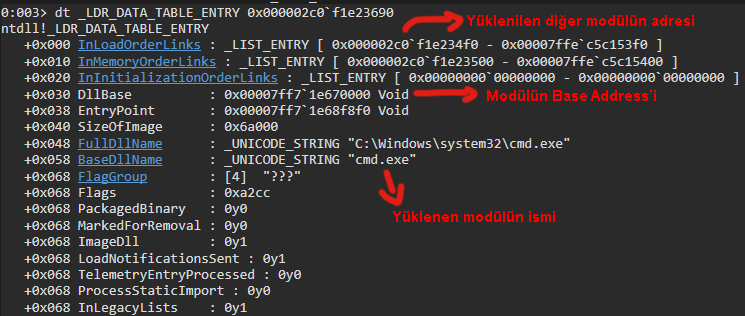 0:003> dt _LDR_DATA_TABLE_ENTRY 0x000002c0`f1e23690
Yüklenilen diğer modülün adresi
ntdll!_LDR_DATA_TABLE_ENTRY
+0x000 InLoadOrderLinks : _LIST_ENTRY [ 0x000002c0`f1e234f0 - 0x00007ffe`c5c153f0 ]
+0x010 InMemoryOrderLinks : _LIST_ENTRY [ 0x000002c0`f1e23500 - 0x00007ffe`c5c15400 ]
+0x020 InInitializationOrderLinks : _LIST_ENTRY [ 0x00000000`00000000 - 0x00000000`00000000 ]
+0x030 DllBase : 0x00007ff7`1e670000 Void
Modülün Base Address'i
+0x038 EntryPoint : 0x00007ff7`1e68f8f0 Void
+0x040 SizeOfImage : 0x6a000
+0x048 FullDllName : _UNICODE_STRING "C:\Windows\system32\cmd.exe"
+0x058 BaseDllName : _UNICODE_STRING "cmd.exe"
+0x068 FlagGroup : [4] "???"
+0x068 Flags : 0xa2cc
+0x068 PackagedBinary : 0y0
Yüklenen modülün ismi
+0x068 MarkedForRemoval : 0y0
+0x068 ImageDll : 0y1
+0x068 LoadNotificationsSent : 0y1
+0x068 TelemetryEntryProcessed : 0y0
+0x068 ProcessStaticImport : 0y0
+0x068 InLegacyLists : 0y1